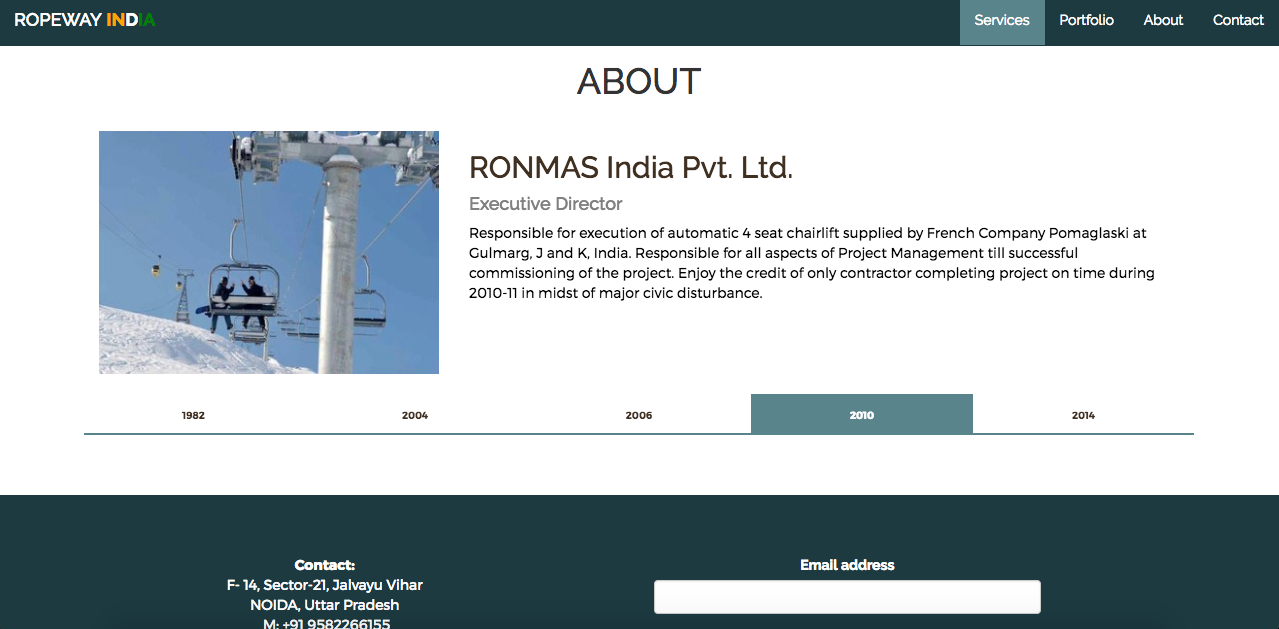 ROPEWAY INDIA
Services Portfolio About Contact
ABOUT
RONMAS India Pvt. Ltd.
Executive Director
Responsible for execution of automatic 4 seat chairlift supplied by French Company Pomaglaski at
Gulmarg, J and K, India. Responsible for all aspects of Project Management till successful
commissioning of the project. Enjoy the credit of only contractor completing project on time during
2010-11 in midst of major civic disturbance.
1982 2004 2006 2010 2014
Contact:
F- 14, Sector-21, Jalvayu Vihar
NOIDA, Uttar Pradesh
M: +91 9582266155
Email address